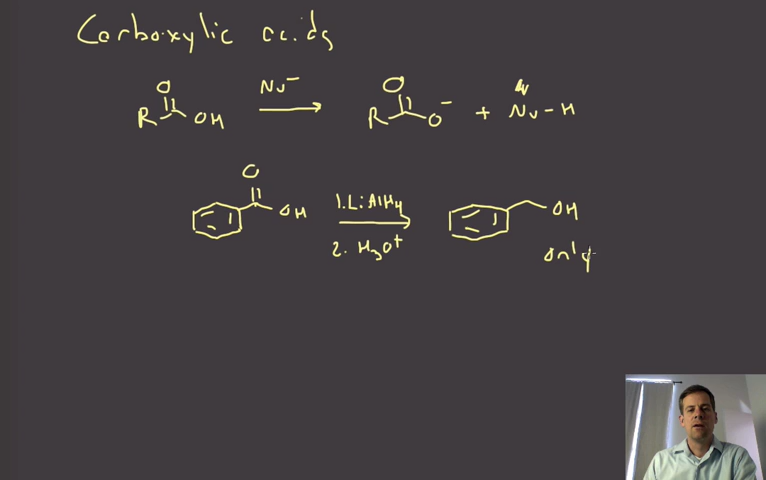 Carboxylic acids
O O
R OH Nu⁻ R O⁻ + Nu-H
O
OH 1. LiAlH4 OH
2. H3O+ only